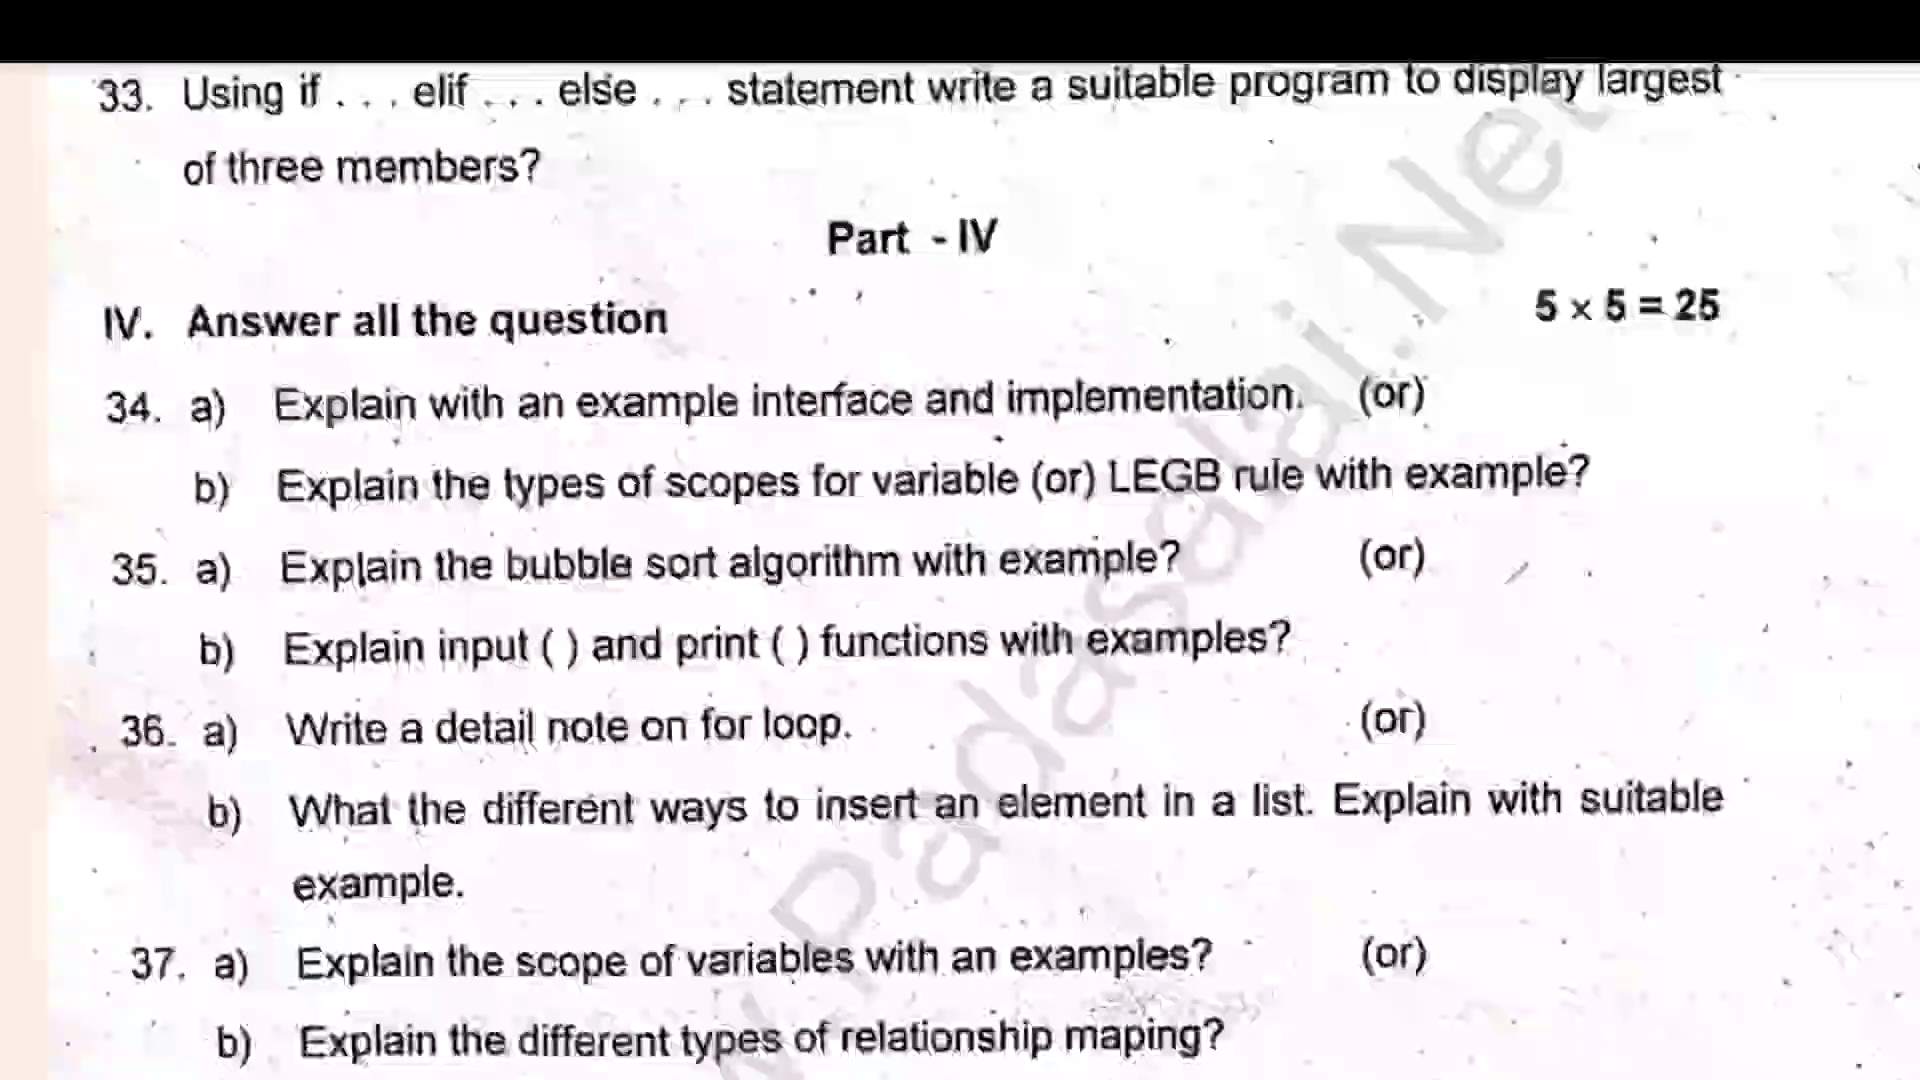 33. Using if . . . elif . . . else . . . statement write a suitable program to display largest
of three members?
Part - IV
IV. Answer all the question 5 × 5 = 25
34. a) Explain with an example interface and implementation. (or)
b) Explain the types of scopes for variable (or) LEGB rule with example?
35. a) Explain the bubble sort algorithm with example? (or)
b) Explain input ( ) and print ( ) functions with examples?
36. a) Write a detail note on for loop. (or)
b) What the different ways to insert an element in a list. Explain with suitable
example.
37. a) Explain the scope of variables with an examples? (or)
b) Explain the different types of relationship maping?
w.Padasalai.Net